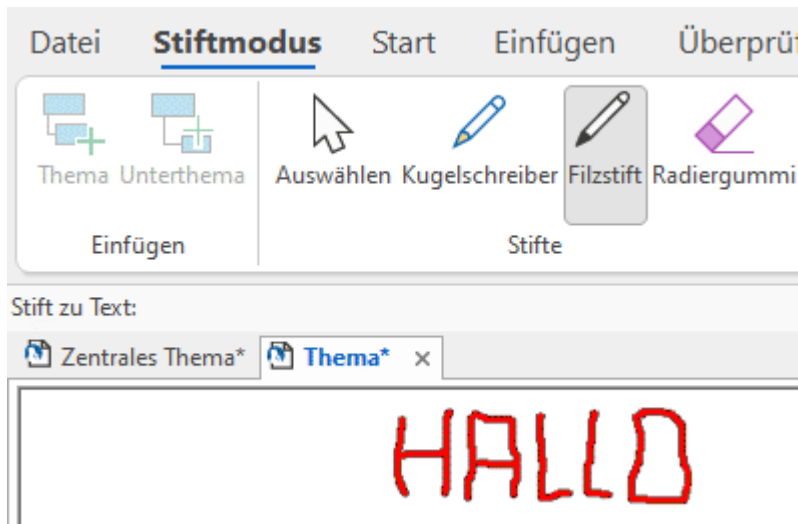 Datei Stiftmodus Start Einfügen Überprüf
Thema Unterthema Auswählen Kugelschreiber Filzstift Radiergummi
Einfügen Stifte
Stift zu Text:
Zentrales Thema* Thema* ×
HALLO